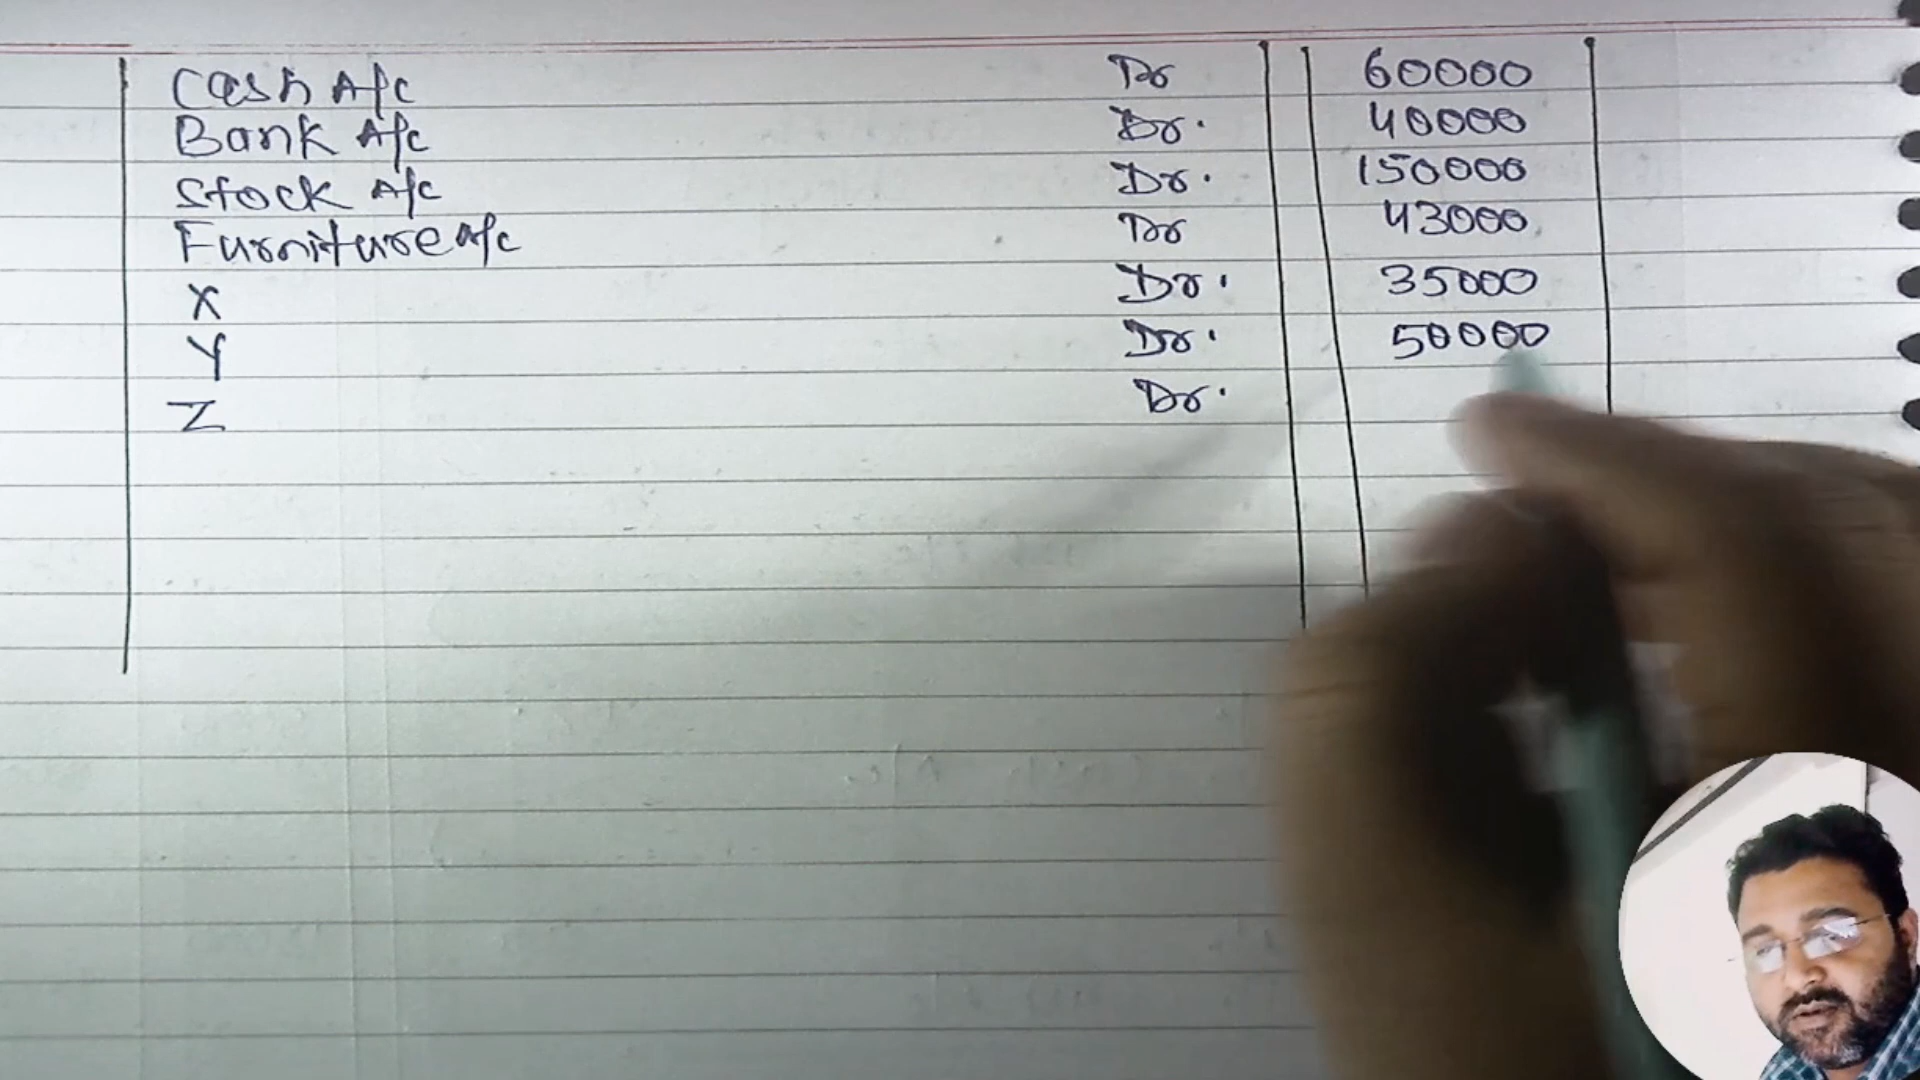 Cash A/c Dr 60000
Bank A/c Dr. 40000
Stock A/c Dr. 150000
Furniture A/c Dr 43000
X Dr. 35000
Y Dr. 50000
Z Dr.